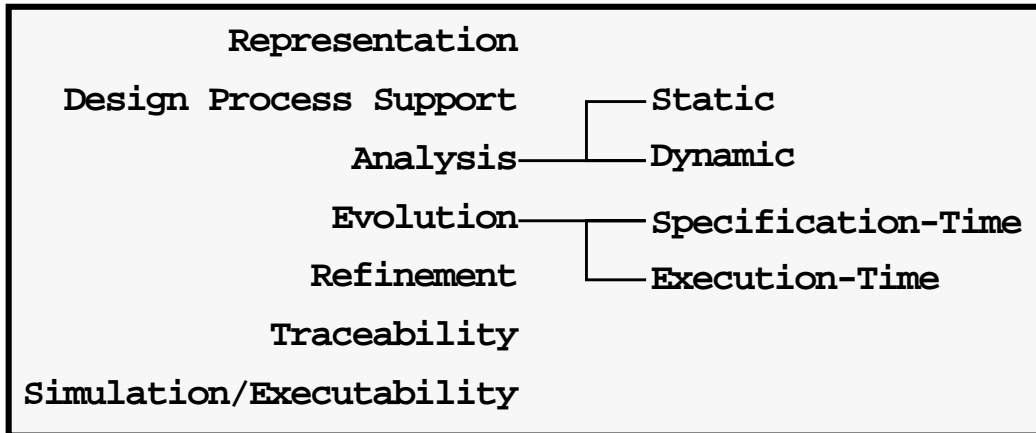 Representation
Design Process Support Static
Analysis Dynamic
Evolution Specification-Time
Refinement Execution-Time
Traceability
Simulation/Executability